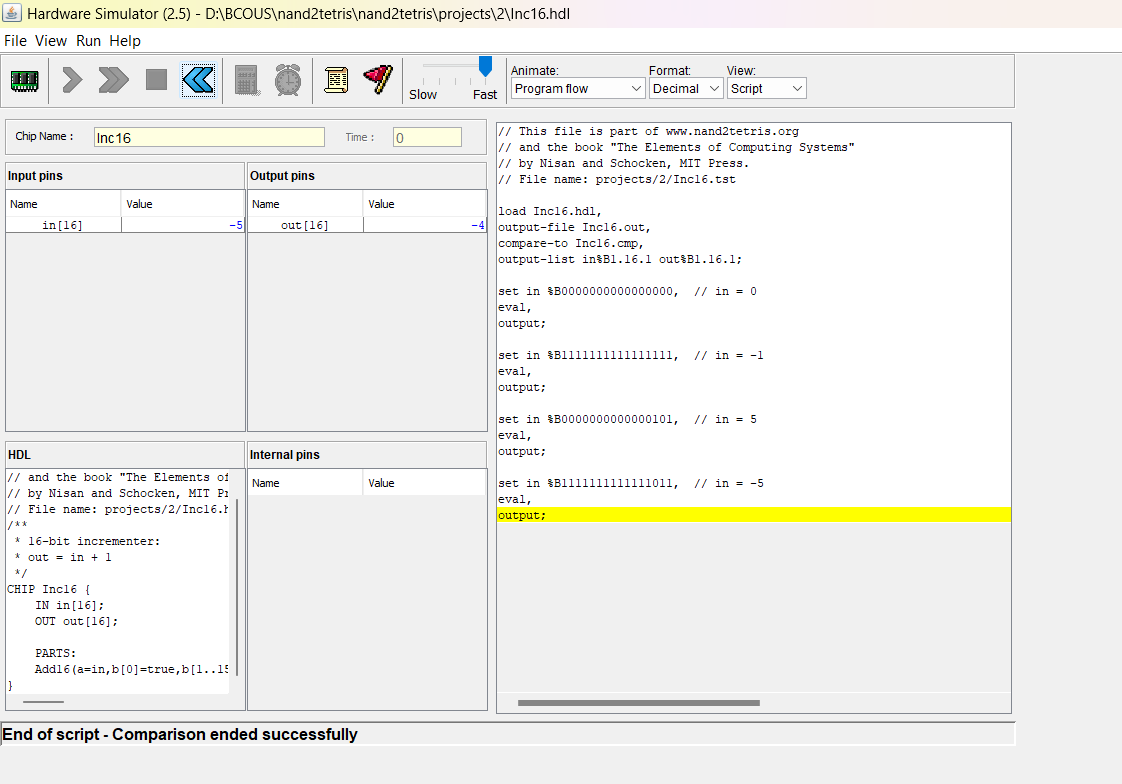 Hardware Simulator (2.5) - D:\BCOUS\nand2tetris\nand2tetris\projects\2\Inc16.hdl
File View Run Help
Slow Fast
Animate: Format: View:
Program flow Decimal Script
Chip Name : Inc16 Time : 0
Input pins
Name Value
in[16] -5
Output pins
Name Value
out[16] -4
HDL
// and the book "The Elements of
// by Nisan and Schocken, MIT Pr
// File name: projects/2/Inc16.h
/**
* 16-bit incrementer:
* out = in + 1
*/
CHIP Inc16 {
IN in[16];
OUT out[16];
PARTS:
Add16(a=in,b[0]=true,b[1..15
}
Internal pins
Name Value
// This file is part of www.nand2tetris.org
// and the book "The Elements of Computing Systems"
// by Nisan and Schocken, MIT Press.
// File name: projects/2/Inc16.tst
load Inc16.hdl,
output-file Inc16.out,
compare-to Inc16.cmp,
output-list in%B1.16.1 out%B1.16.1;
set in %B0000000000000000,  // in = 0
eval,
output;
set in %B1111111111111111,  // in = -1
eval,
output;
set in %B0000000000000101,  // in = 5
eval,
output;
set in %B1111111111111011,  // in = -5
eval,
output;
End of script - Comparison ended successfully